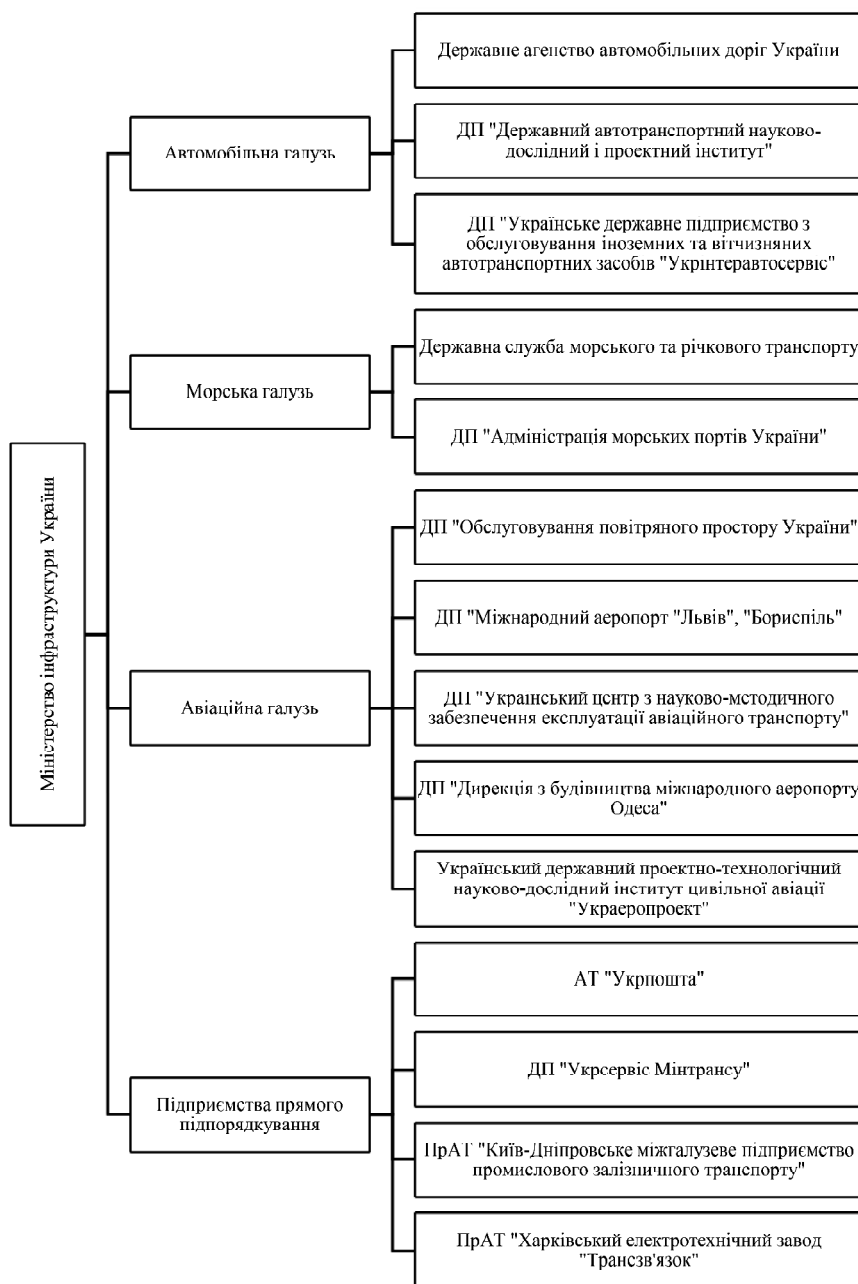 Міністерство інфраструктури України
Автомобільна галузь
Державне агенство автомобільних доріг України
ДП "Державний автотранспортний науково-
дослідний і проектний інститут"
ДП "Українське державне підприємство з
обслуговування іноземних та вітчизняних
автотранспортних засобів "Укрінтеравтосервіс"
Морська галузь
Державна служба морського та річкового транспорту
ДП "Адміністрація морських портів України"
Авіаційна галузь
ДП "Обслуговування повітряного простору України"
ДП "Міжнародний аеропорт "Львів", "Бориспіль"
ДП "Український центр з науково-методичного
забезпечення експлуатації авіаційного транспорту"
ДП "Дирекція з будівництва міжнародного аеропорту
Одеса"
Український державний проектно-технологічний
науково-дослідний інститут цивільної авіації
"Украеропроект"
Підприємства прямого
підпорядкування
АТ "Укрпошта"
ДП "Укрсервіс Мінтрансу"
ПрАТ "Київ-Дніпровське міжгалузеве підприємство
промислового залізничного транспорту"
ПрАТ "Харківський електротехнічний завод
"Трансзв'язок"